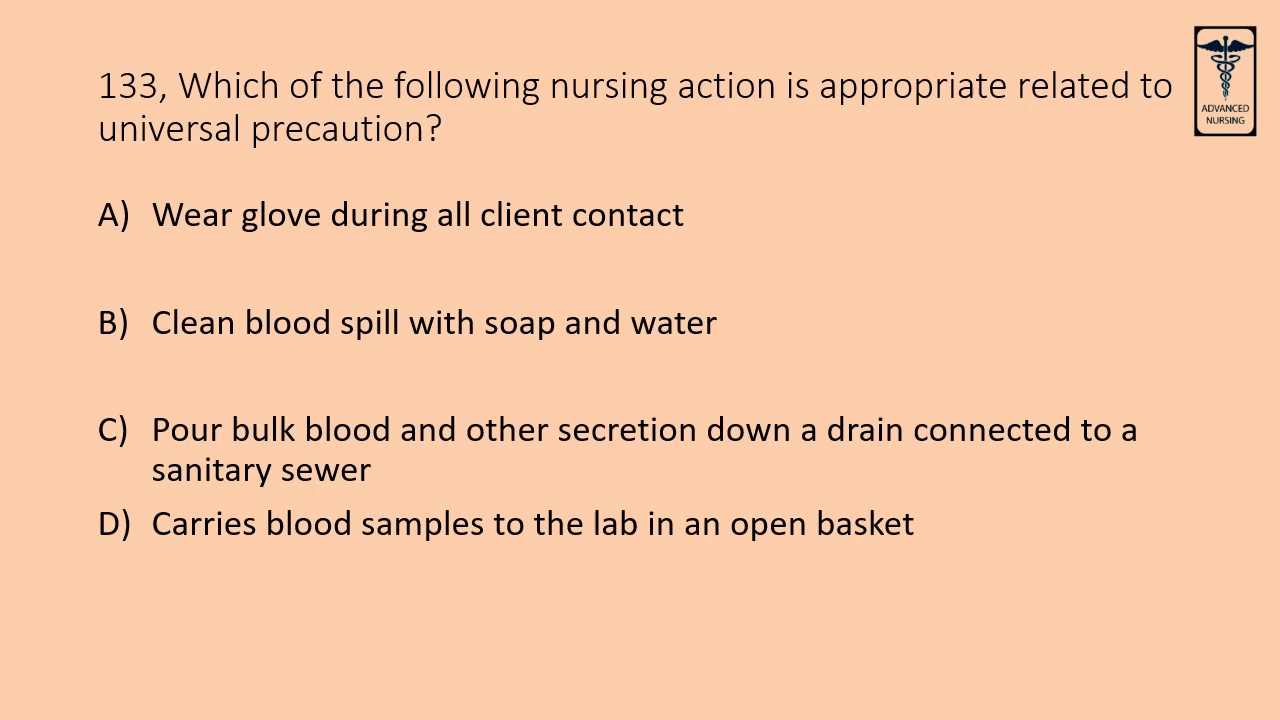 133, Which of the following nursing action is appropriate related to
universal precaution?
ADVANCED
NURSING
A) Wear glove during all client contact
B) Clean blood spill with soap and water
C) Pour bulk blood and other secretion down a drain connected to a
sanitary sewer
D) Carries blood samples to the lab in an open basket